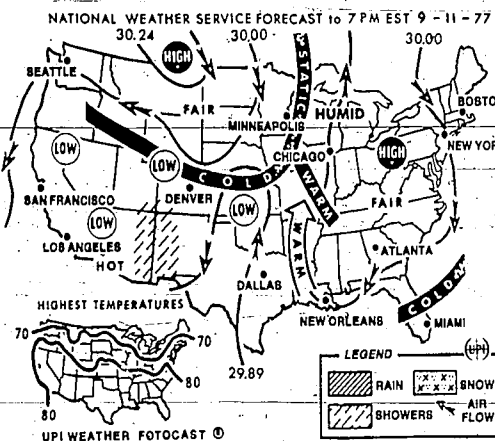 NATIONAL WEATHER SERVICE FORECAST to 7 PM EST 9-11-77
30.24
30.00
30.00
HIGH
STATIC
SEATTLE
FAIR
HUMID
BOSTO
MINNEAPOLIS
NEW YOR
LOW
LOW
CHICAGO
HIGH
COLD
WARM
SAN FRANCISCO
DENVER
LOW
FAIR
LOW
LOS ANGELES
WARM
ATLANTA
HOT
DALLAS
COLD
HIGHEST TEMPERATURES
NEW ORLEANS
MIAMI
70
70
29.89
80
80
LEGEND
UPI
RAIN
SNOW
SHOWERS
AIR
FLOW
UPI WEATHER FOTOCAST ®